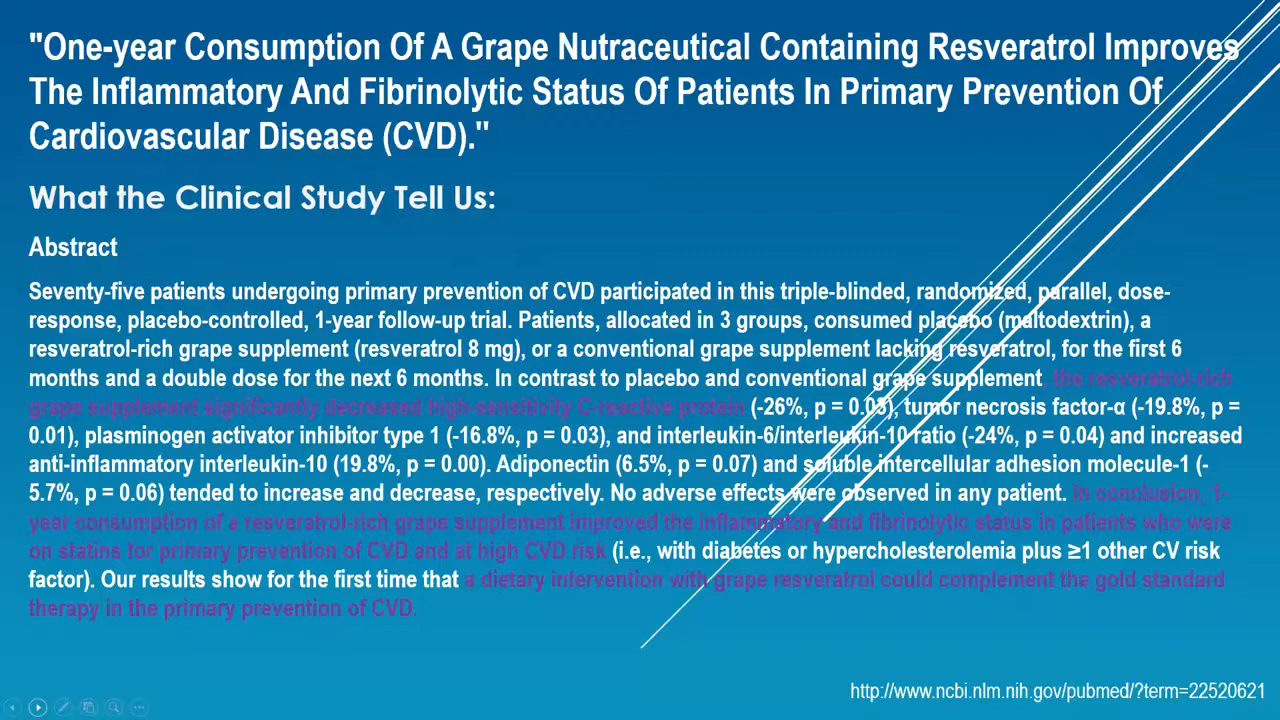 "One-year Consumption Of A Grape Nutraceutical Containing Resveratrol Improves
The Inflammatory And Fibrinolytic Status Of Patients In Primary Prevention Of
Cardiovascular Disease (CVD)."
What the Clinical Study Tell Us:
Abstract
Seventy-five patients undergoing primary prevention of CVD participated in this triple-blinded, randomized, parallel, dose-
response, placebo-controlled, 1-year follow-up trial. Patients, allocated in 3 groups, consumed placebo (maltodextrin), a
resveratrol-rich grape supplement (resveratrol 8 mg), or a conventional grape supplement lacking resveratrol, for the first 6
months and a double dose for the next 6 months. In contrast to placebo and conventional grape supplement, the resveratrol-rich
grape supplement significantly decreased high-sensitivity C-reactive protein (-26%, p = 0.03), tumor necrosis factor-α (-19.8%, p =
0.01), plasminogen activator inhibitor type 1 (-16.8%, p = 0.03), and interleukin-6/interleukin-10 ratio (-24%, p = 0.04) and increased
anti-inflammatory interleukin-10 (19.8%, p = 0.00). Adiponectin (6.5%, p = 0.07) and soluble intercellular adhesion molecule-1 (-
5.7%, p = 0.06) tended to increase and decrease, respectively. No adverse effects were observed in any patient. In conclusion, 1-
year consumption of a resveratrol-rich grape supplement improved the inflammatory and fibrinolytic status in patients who were
on statins for primary prevention of CVD and at high CVD risk (i.e., with diabetes or hypercholesterolemia plus ≥1 other CV risk
factor). Our results show for the first time that a dietary intervention with grape resveratrol could complement the gold standard
therapy in the primary prevention of CVD.
http://www.ncbi.nlm.nih.gov/pubmed/?term=22520621